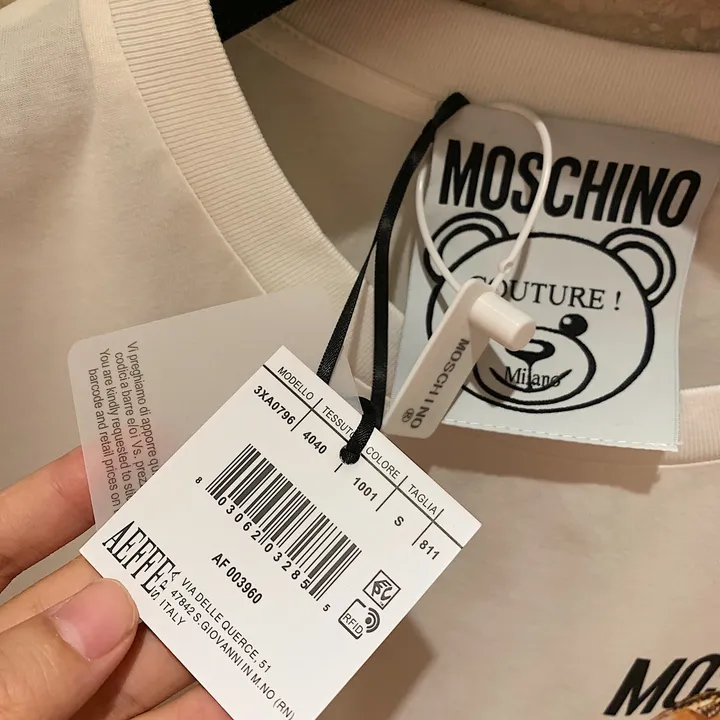 MOSCHINO
COUTURE !
Milano
MOSCHINO ®
Vi preghiamo di apporre
codici a barre e/oi Vs.
You are kindly requested to
barcode and retail prices on
MODELLO TESSUTO COLORE TAGLIA
3XA0796 4040 1001 S 811
8 030620 032855 5
AF 003960
AEFFE
S.P.A.
VIA DELLE QUERCE, 51
47842 S.GIOVANNI IN M.NO (RN)
ITALY
RFID
MO